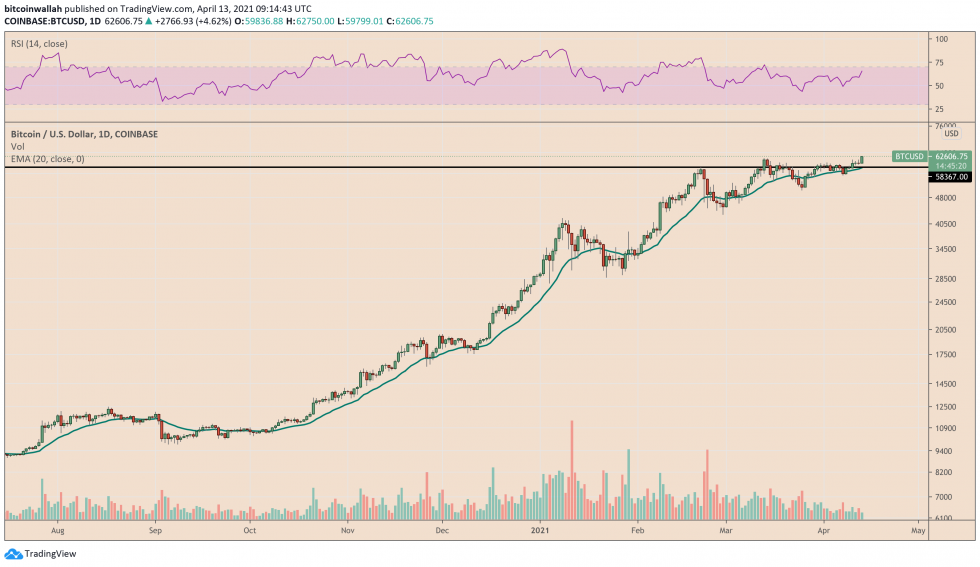 bitcoinwallah published on TradingView.com, April 13, 2021 09:14:43 UTC
COINBASE:BTCUSD, 1D 62606.75 ▲ +2766.93 (+4.62%) O:59836.88 H:62750.00 L:59799.01 C:62606.75
RSI (14, close)
100
75
50
25
Bitcoin / U.S. Dollar, 1D, COINBASE
Vol
EMA (20, close, 0)
76000
USD
BTCUSD 62606.75
14:45:20
58367.00
48000
40500
34500
28500
24500
20500
17500
14500
12500
10900
9400
8200
7000
6100
Aug Sep Oct Nov Dec 2021 Feb Mar Apr May
TradingView